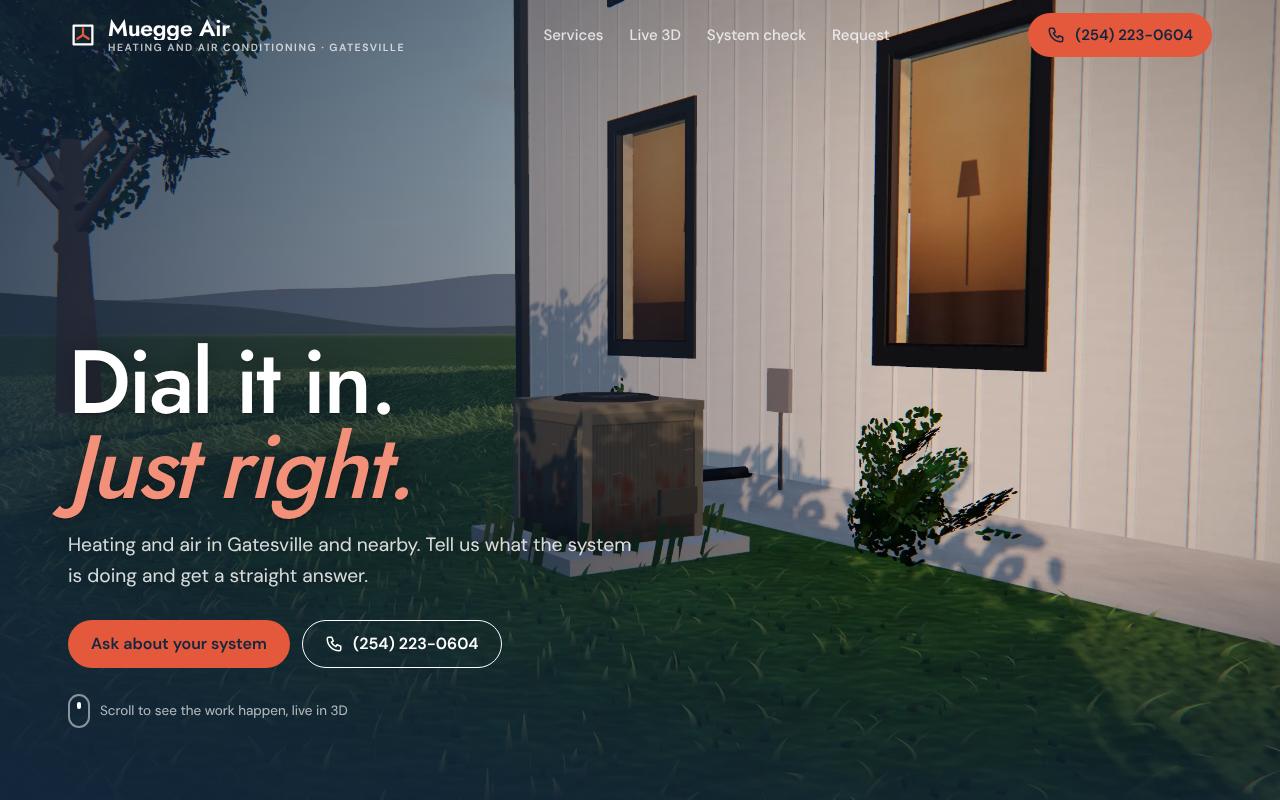 Muegge Air
HEATING AND AIR CONDITIONING · GATESVILLE
Services
Live 3D
System check
Request
(254) 223-0604
Dial it in.
Just right.
Heating and air in Gatesville and nearby. Tell us what the system
is doing and get a straight answer.
Ask about your system
(254) 223-0604
Scroll to see the work happen, live in 3D